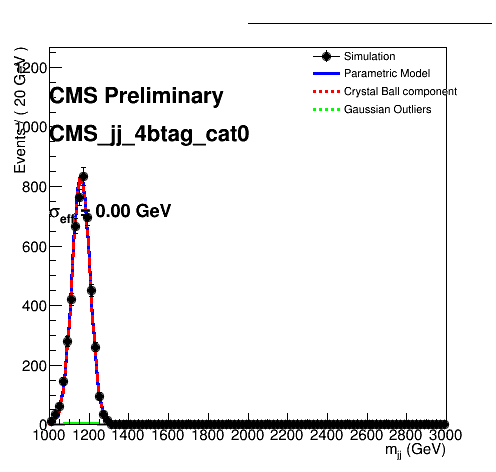 Events / ( 20 GeV )
Simulation
Parametric Model
Crystal Ball component
Gaussian Outliers
CMS Preliminary
CMS_jj_4btag_cat0
σeff = 0.00 GeV
1200
1000
800
600
400
200
0
1000 1200 1400 1600 1800 2000 2200 2400 2600 2800 3000
mjj (GeV)